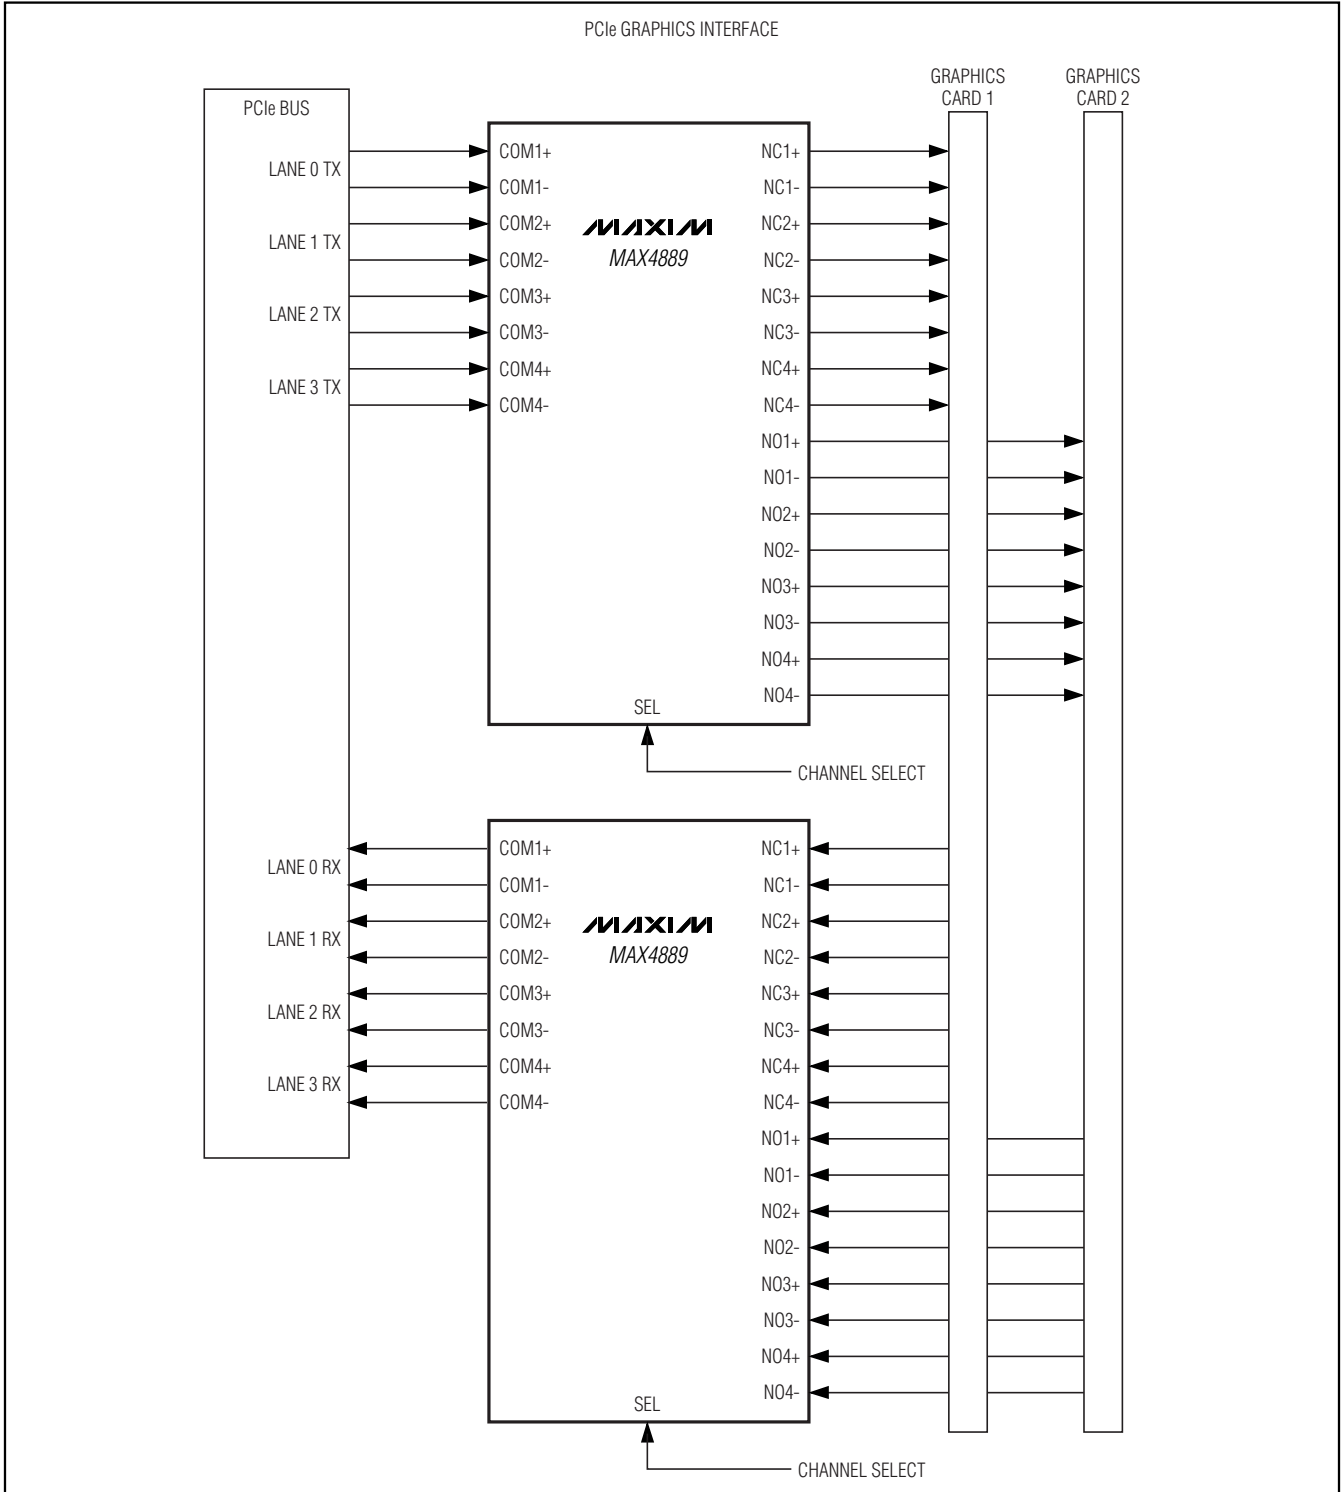 PCIe GRAPHICS INTERFACE
GRAPHICS CARD 1
GRAPHICS CARD 2
PCIe BUS
LANE 0 TX
LANE 1 TX
LANE 2 TX
LANE 3 TX
COM1+
COM1-
COM2+
COM2-
COM3+
COM3-
COM4+
COM4-
MAXIM
MAX4889
NC1+
NC1-
NC2+
NC2-
NC3+
NC3-
NC4+
NC4-
NO1+
NO1-
NO2+
NO2-
NO3+
NO3-
NO4+
NO4-
SEL
CHANNEL SELECT
LANE 0 RX
LANE 1 RX
LANE 2 RX
LANE 3 RX
COM1+
COM1-
COM2+
COM2-
COM3+
COM3-
COM4+
COM4-
MAXIM
MAX4889
NC1+
NC1-
NC2+
NC2-
NC3+
NC3-
NC4+
NC4-
NO1+
NO1-
NO2+
NO2-
NO3+
NO3-
NO4+
NO4-
SEL
CHANNEL SELECT